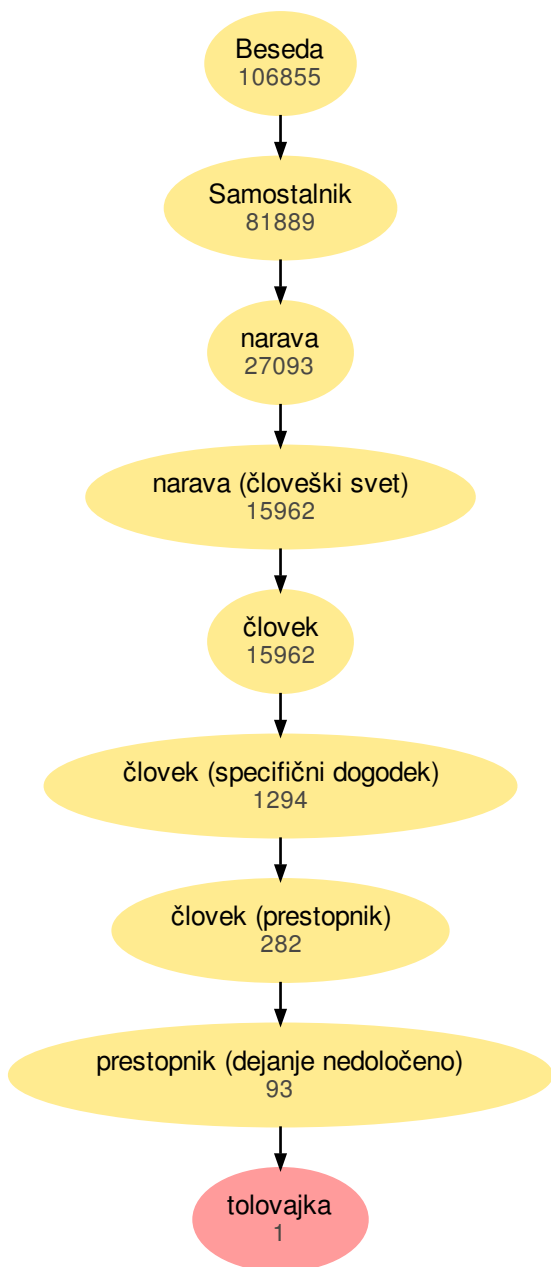 Beseda
106855
Samostalnik
81889
narava
27093
narava (človeški svet)
15962
človek
15962
človek (specifični dogodek)
1294
človek (prestopnik)
282
prestopnik (dejanje nedoločeno)
93
tolovajka
1